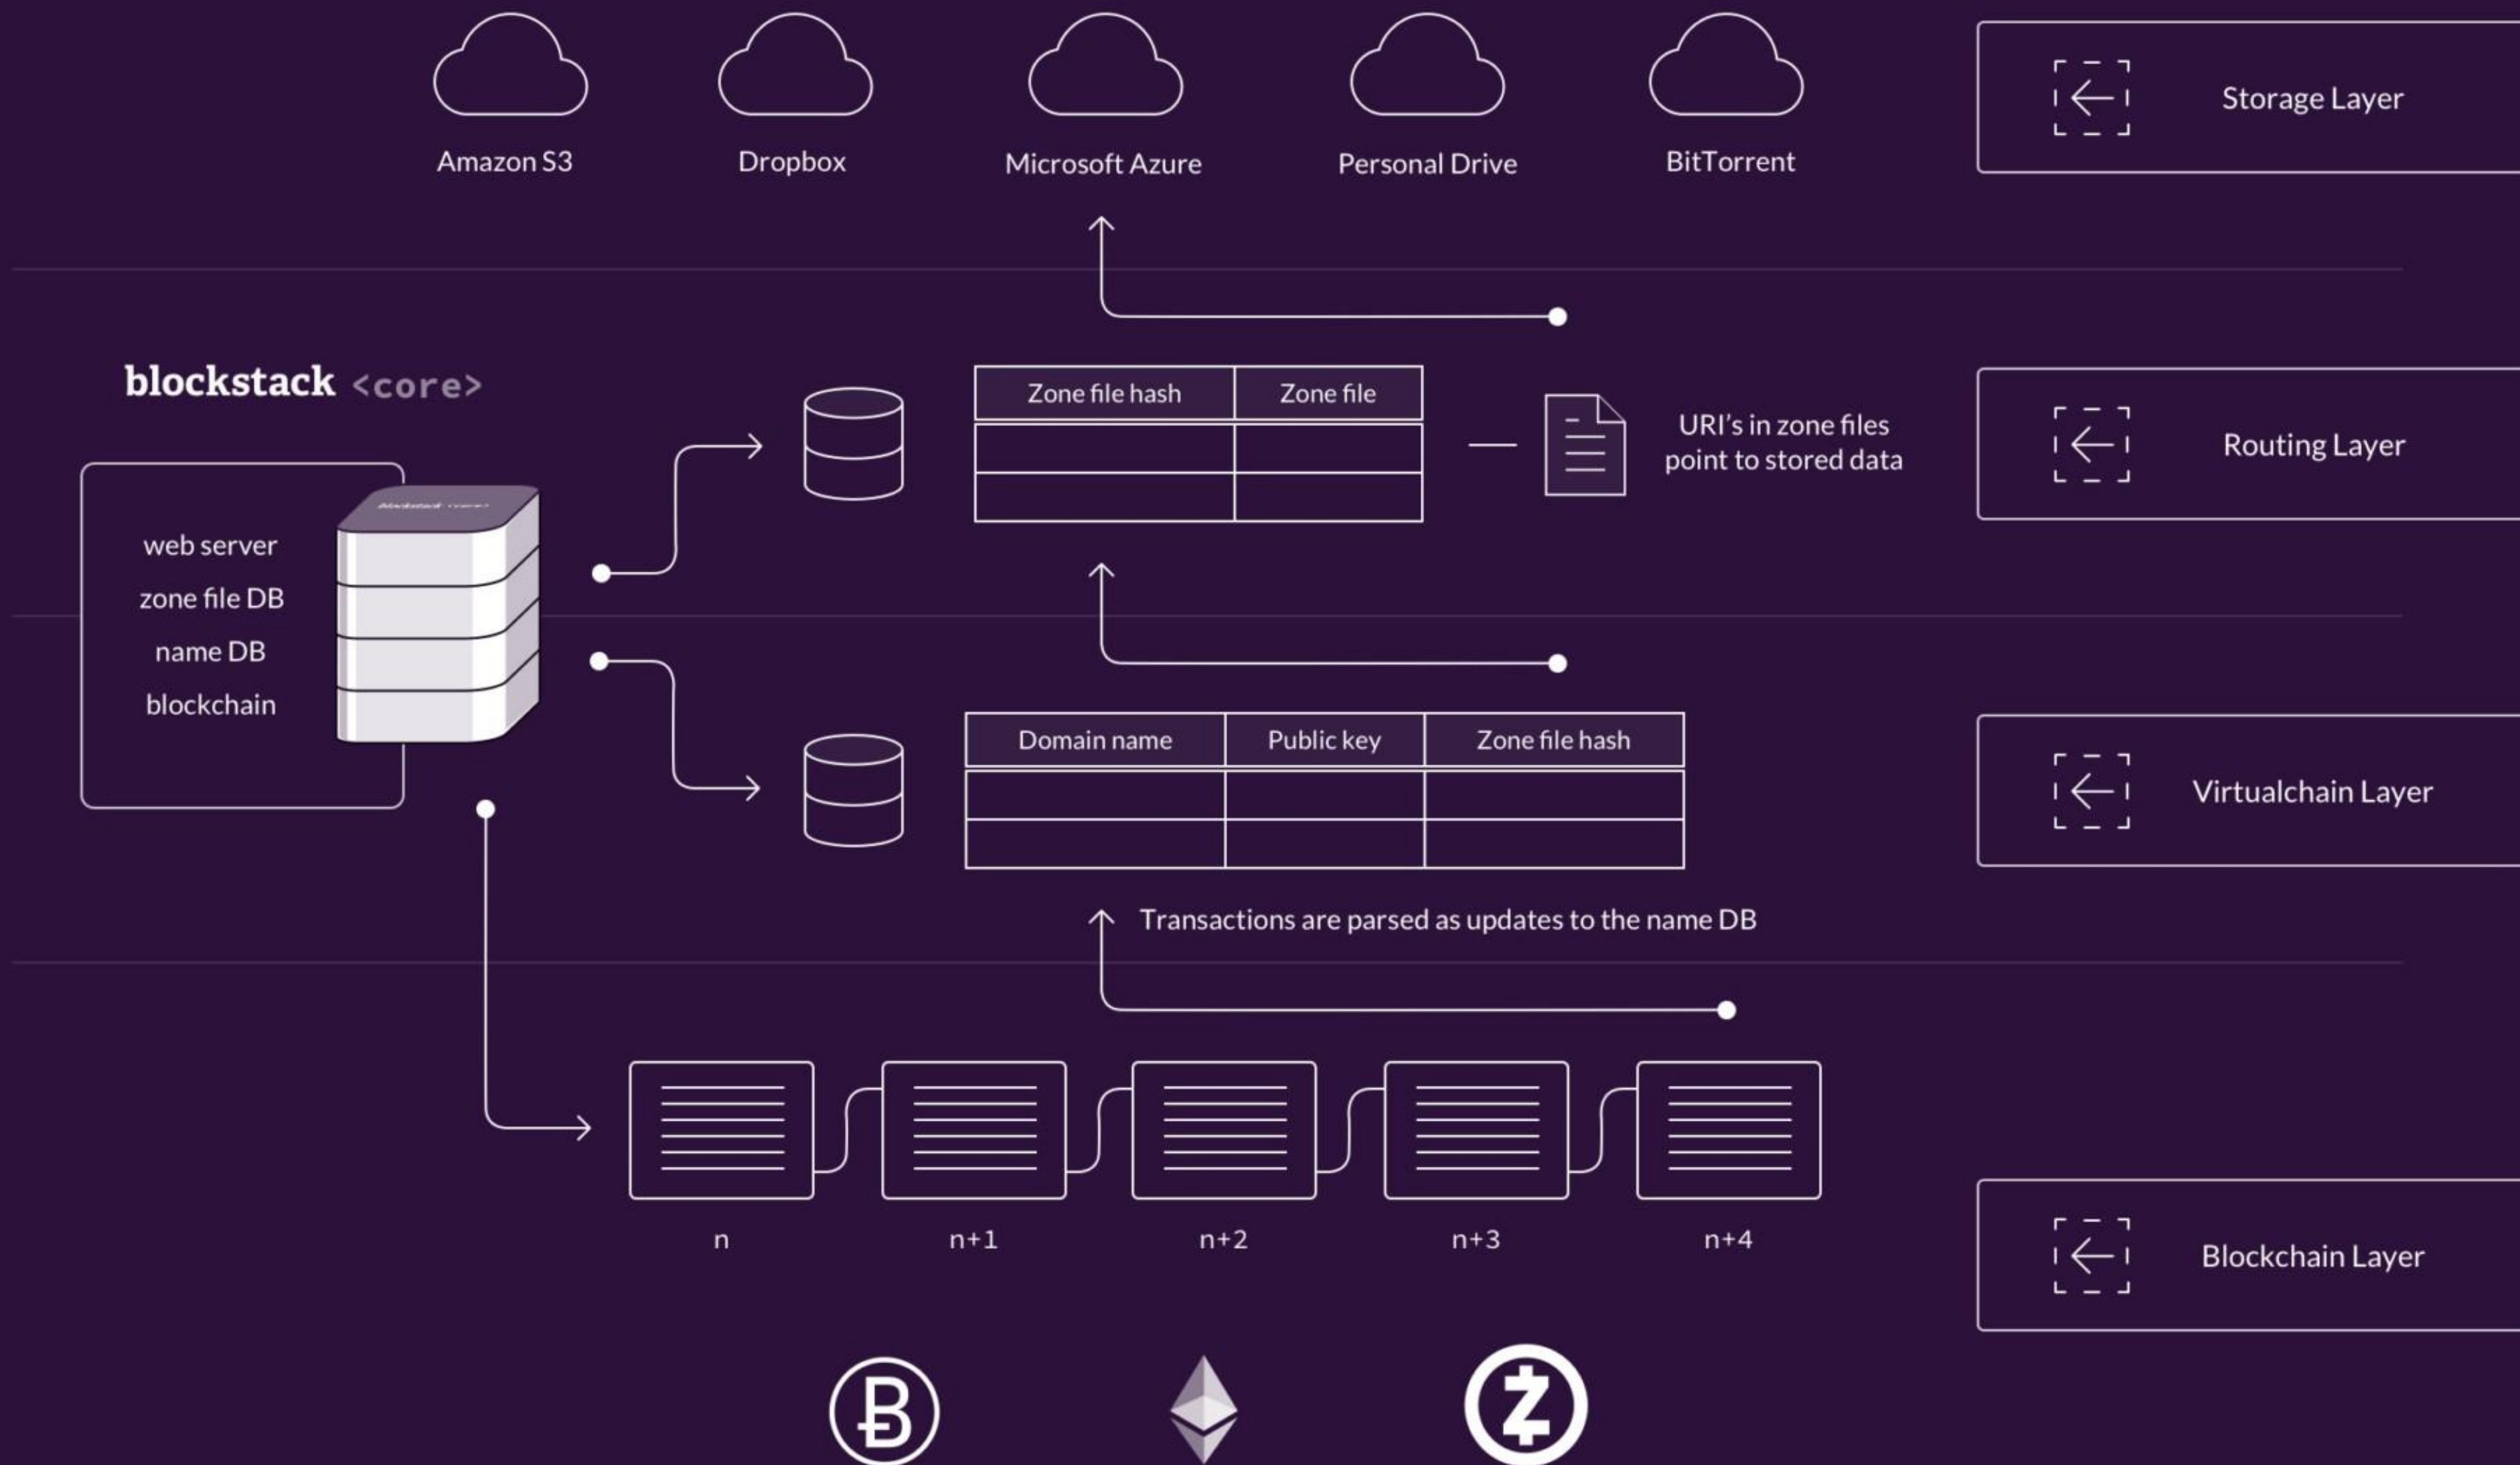 Amazon S3
Dropbox
Microsoft Azure
Personal Drive
BitTorrent
Storage Layer
blockstack <core>
web server
zone file DB
name DB
blockchain
blockstack <core>
Zone file hash
Zone file
URI's in zone files
point to stored data
Routing Layer
Domain name
Public key
Zone file hash
Virtualchain Layer
Transactions are parsed as updates to the name DB
n
n+1
n+2
n+3
n+4
Blockchain Layer